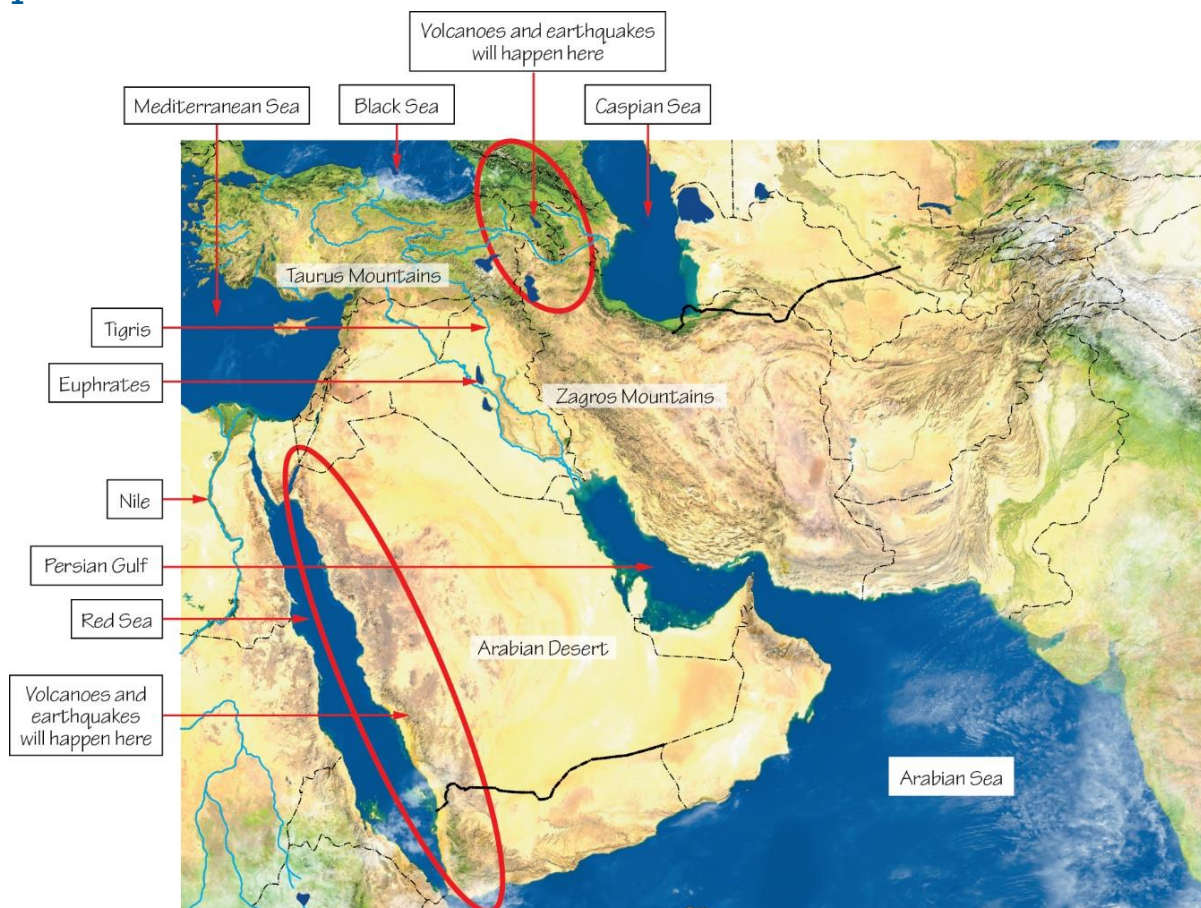 Volcanoes and earthquakes
will happen here
Mediterranean Sea
Black Sea
Caspian Sea
Taurus Mountains
Tigris
Euphrates
Zagros Mountains
Nile
Persian Gulf
Red Sea
Arabian Desert
Volcanoes and
earthquakes
will happen here
Arabian Sea